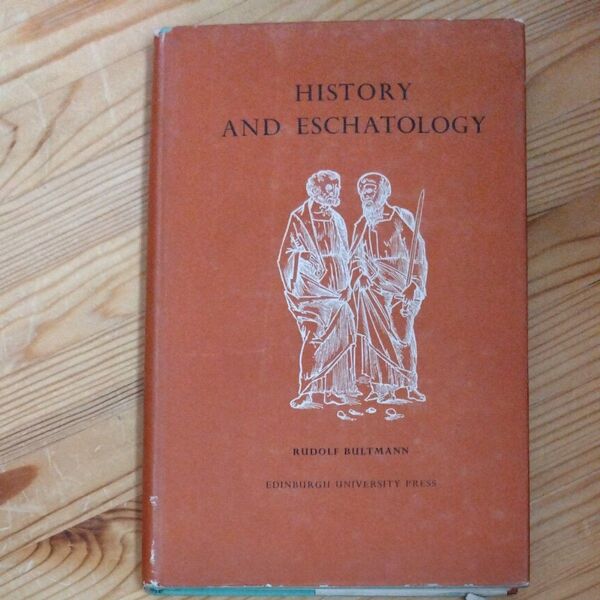 HISTORY
AND ESCHATOLOGY
RUDOLF BULTMANN
EDINBURGH UNIVERSITY PRESS